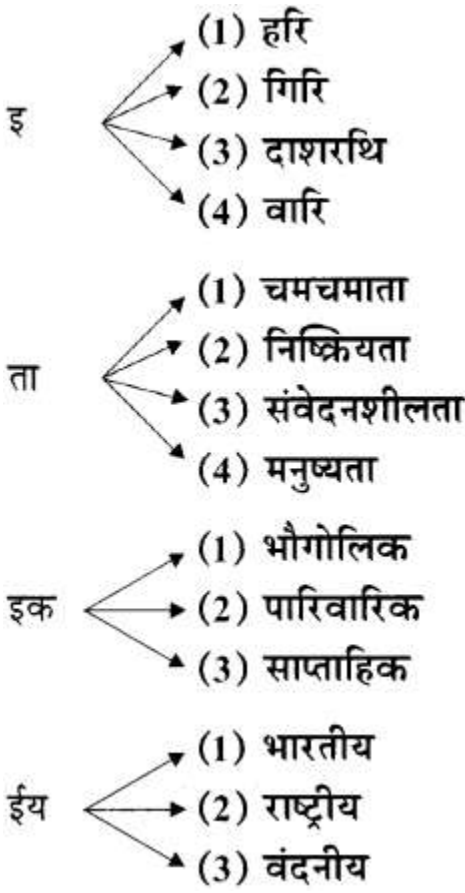 इ
(1) हरि
(2) गिरि
(3) दाशरथि
(4) वारि
ता
(1) चमचमाता
(2) निष्क्रियता
(3) संवेदनशीलता
(4) मनुष्यता
इक
(1) भौगोलिक
(2) पारिवारिक
(3) साप्ताहिक
ईय
(1) भारतीय
(2) राष्ट्रीय
(3) वंदनीय